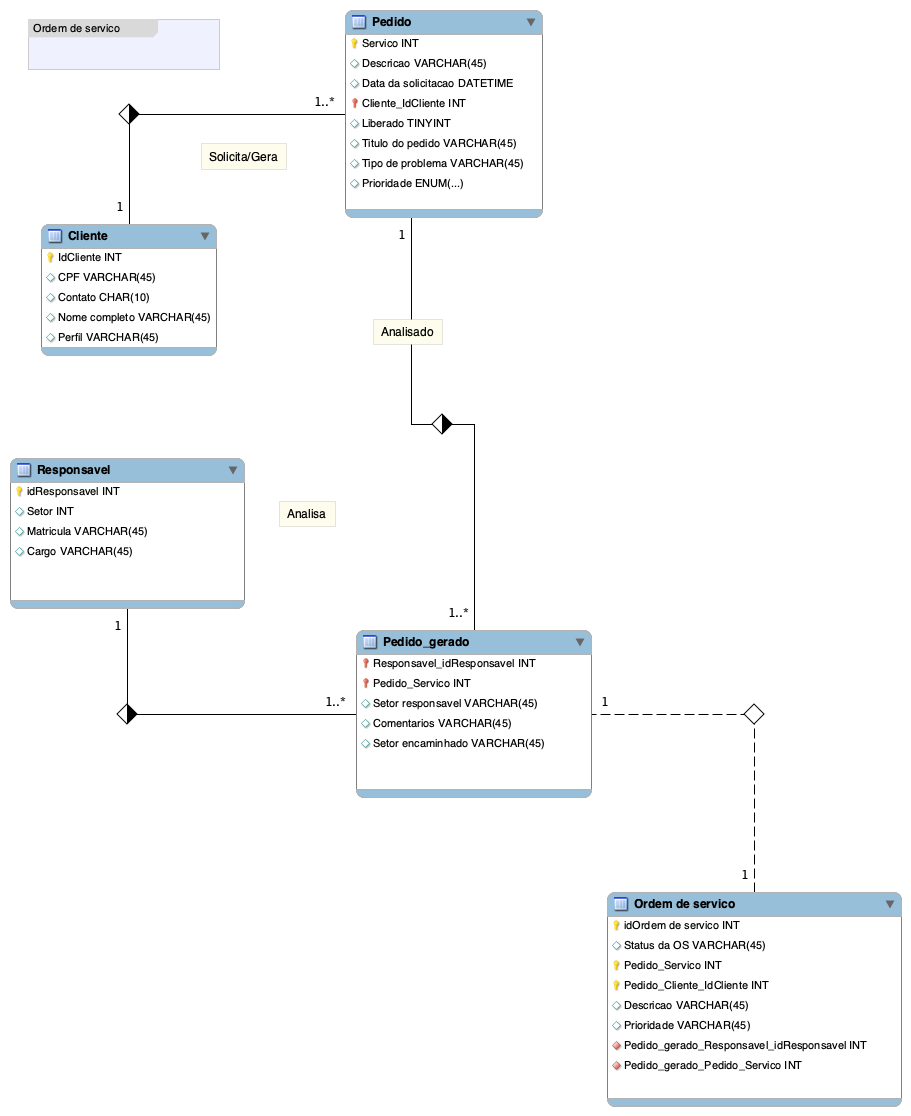 Ordem de servico
Pedido
Servico INT
Descricao VARCHAR(45)
Data da solicitacao DATETIME
Cliente_IdCliente INT
Liberado TINYINT
Titulo do pedido VARCHAR(45)
Tipo de problema VARCHAR(45)
Prioridade ENUM(...)
1..*
Solicita/Gera
1
Cliente
IdCliente INT
CPF VARCHAR(45)
Contato CHAR(10)
Nome completo VARCHAR(45)
Perfil VARCHAR(45)
1
Analisado
1..*
Responsavel
idResponsavel INT
Setor INT
Matricula VARCHAR(45)
Cargo VARCHAR(45)
Analisa
1
1..*
Pedido_gerado
Responsavel_idResponsavel INT
Pedido_Servico INT
Setor responsavel VARCHAR(45)
Comentarios VARCHAR(45)
Setor encaminhado VARCHAR(45)
1
1
Ordem de servico
idOrdem de servico INT
Status da OS VARCHAR(45)
Pedido_Servico INT
Pedido_Cliente_IdCliente INT
Descricao VARCHAR(45)
Prioridade VARCHAR(45)
Pedido_gerado_Responsavel_idResponsavel INT
Pedido_gerado_Pedido_Servico INT